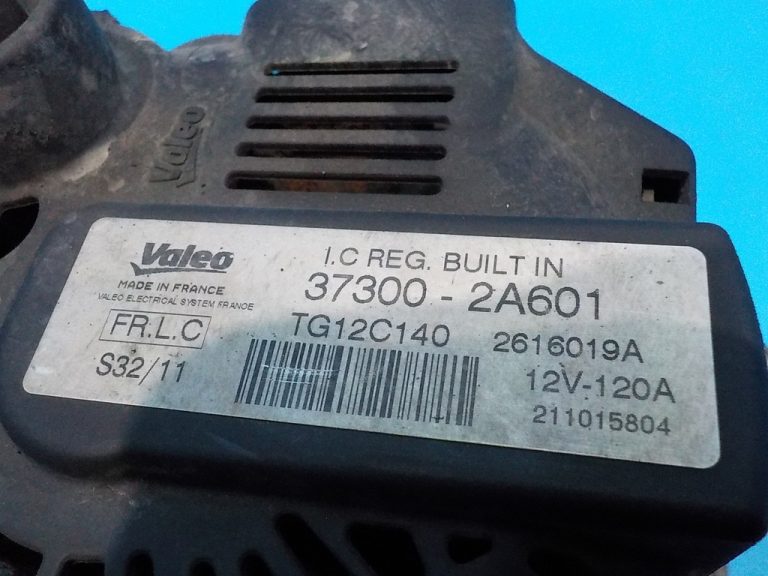 Valeo
Valeo
MADE IN FRANCE
VALEO ELECTRICAL SYSTEM FRANCE
FR.L.C
S32/11
I.C REG. BUILT IN
37300 - 2A601
TG12C140 2616019A
12V-120A
211015804